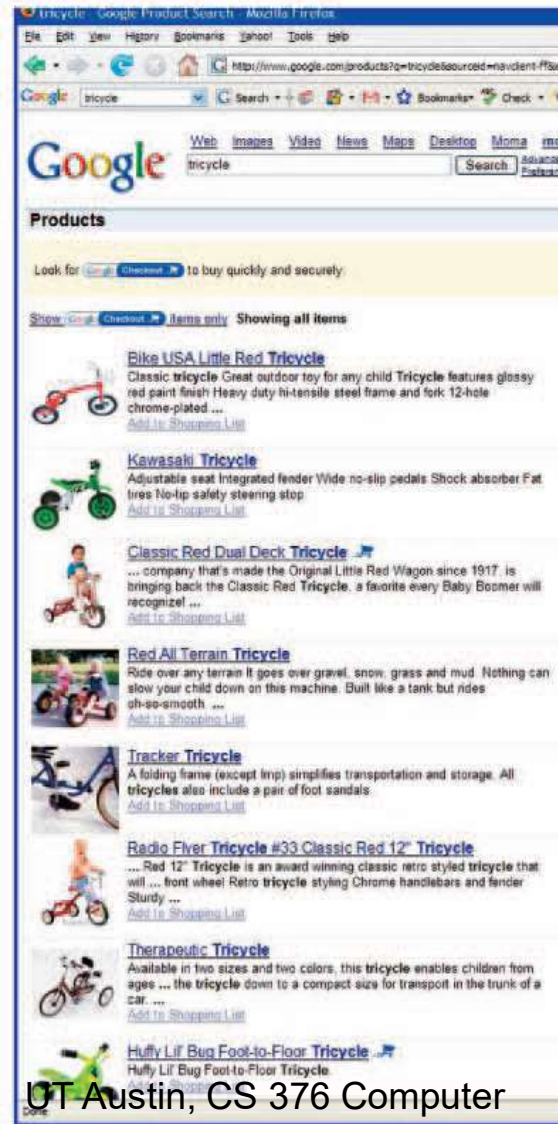 tricycle - Google Product Search - Mozilla Firefox
File Edit View History Bookmarks Yahoo! Tools Help
http://www.google.com/products?q=tricycle&sourceid=navclient-ff&
Google tricycle Search Bookmarks Check
Web Images Video News Maps Desktop Moma
Google tricycle Search
Products
Look for Google Checkout to buy quickly and securely.
Show Google Checkout items only Showing all items
Bike USA Little Red Tricycle
Classic tricycle Great outdoor toy for any child Tricycle features glossy
red paint finish Heavy duty hi-tensile steel frame and fork 12-hole
chrome-plated ...
Add to Shopping List
Kawasaki Tricycle
Adjustable seat Integrated fender Wide no-slip pedals Shock absorber Fat
tires No-tip safety steering stop
Add to Shopping List
Classic Red Dual Deck Tricycle
... company that's made the Original Little Red Wagon since 1917, is
bringing back the Classic Red Tricycle, a favorite every Baby Boomer will
recognize! ...
Add to Shopping List
Red All Terrain Tricycle
Ride over any terrain It goes over gravel, snow, grass and mud. Nothing can
slow your child down on this machine. Built like a tank but rides
oh-so-smooth. ...
Add to Shopping List
Tracker Tricycle
A folding frame (except Imp) simplifies transportation and storage. All
tricycles also include a pair of foot sandals.
Add to Shopping List
Radio Flyer Tricycle #33 Classic Red 12" Tricycle
... Red 12" Tricycle is an award winning classic retro styled tricycle that
will ... front wheel Retro tricycle styling Chrome handlebars and fender
Sturdy ...
Add to Shopping List
Therapeutic Tricycle
Available in two sizes and two colors, this tricycle enables children from
ages ... the tricycle down to a compact size for transport in the trunk of a
car. ...
Add to Shopping List
Huffy Lil' Bug Foot-to-Floor Tricycle
Huffy Lil' Bug Foot-to-Floor Tricycle.
UT Austin, CS 376 Computer
Done